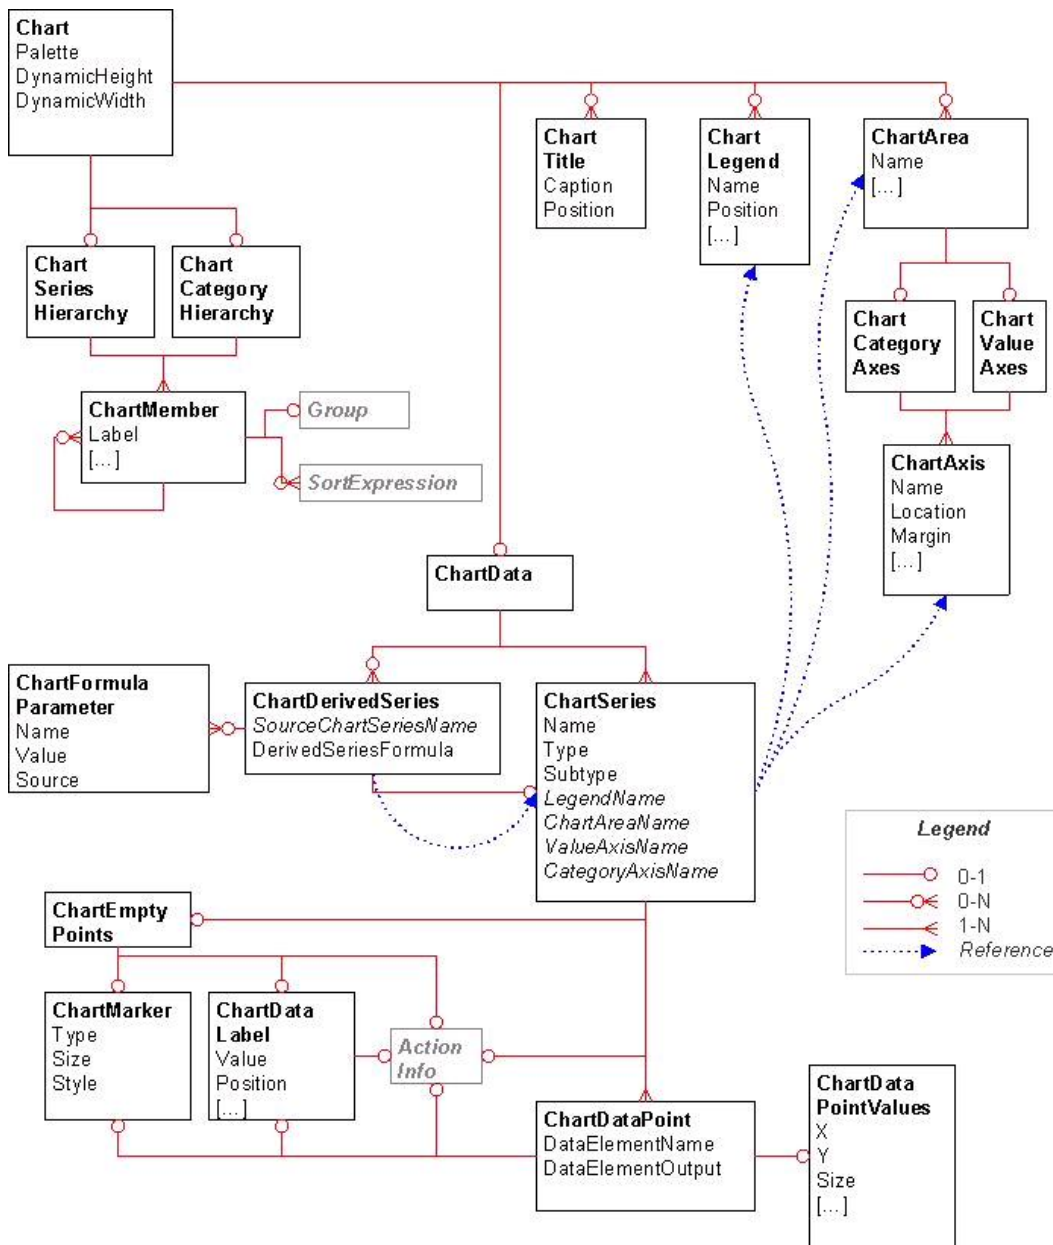 Chart
Palette
DynamicHeight
DynamicWidth
Chart
Title
Caption
Position
Chart
Legend
Name
Position
[...]
ChartArea
Name
[...]
Chart
Series
Hierarchy
Chart
Category
Hierarchy
Chart
Category
Axes
Chart
Value
Axes
ChartMember
Label
[...]
Group
SortExpression
ChartAxis
Name
Location
Margin
[...]
ChartData
ChartFormula
Parameter
Name
Value
Source
ChartDerivedSeries
SourceChartSeriesName
DerivedSeriesFormula
ChartSeries
Name
Type
Subtype
LegendName
ChartAreaName
ValueAxisName
CategoryAxisName
Legend
0-1
0-N
1-N
Reference
ChartEmpty
Points
ChartMarker
Type
Size
Style
ChartData
Label
Value
Position
[...]
Action
Info
ChartDataPoint
DataElementName
DataElementOutput
ChartData
PointValues
X
Y
Size
[...]